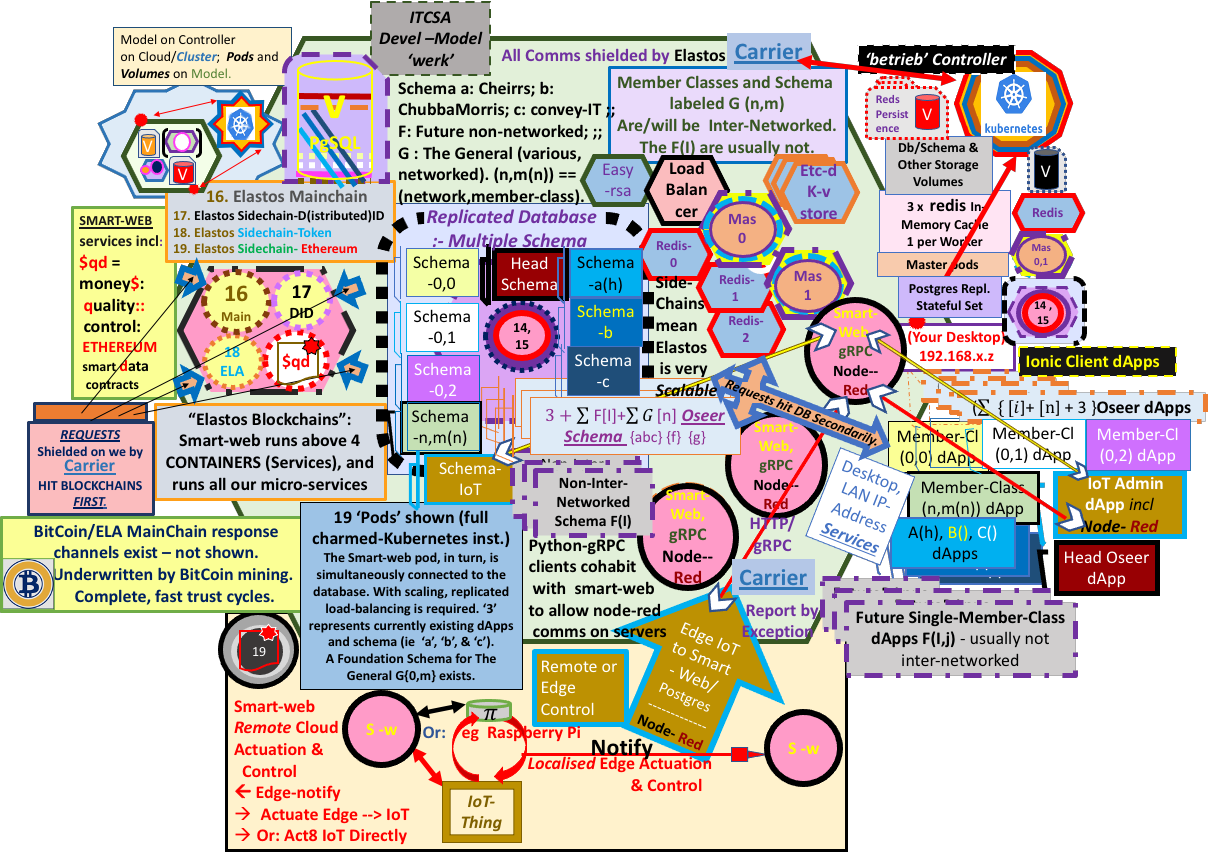 ITCSA
Devel –Model
‘werk’
Model on Controller
on Cloud/Cluster; Pods and
Volumes on Model.
V
V
V
PgSQL
All Comms shielded by Elastos
Carrier
Schema a: Cheirrs; b:
ChubbaMorris; c: convey-IT ;;
F: Future non-networked; ;;
G : The General (various,
networked). (n,m(n)) ==
(network,member-class).
Member Classes and Schema
labeled G (n,m)
Are/will be Inter-Networked.
The F(I) are usually not.
‘betrieb’ Controller
Reds
Persist
ence
V
kubernetes
Db/Schema &
Other Storage
Volumes
V
3 x redis In-
Memory Cache
1 per Worker
Redis
Master pods
Mas
0,1
Postgres Repl.
Stateful Set
14,
15
(Your Desktop
192.168.x.z
Ionic Client dApps
Easy
-rsa
Load
Balan
cer
Etc-d
K-v
store
Mas
0
Mas
1
Redis-
0
Redis-
1
Redis-
2
16. Elastos Mainchain
17. Elastos Sidechain-D(istributed)ID
18. Elastos Sidechain-Token
19. Elastos Sidechain- Ethereum
SMART-WEB
services incl:
$qd =
money$:
quality::
control:
ETHEREUM
smart data
contracts
16
Main
17
DID
18
ELA
$qd
Replicated Database
:- Multiple Schema
Schema
-0,0
Head
Schema
Schema
-a(h)
Schema
-0,1
14,
15
Schema
-b
Schema
-0,2
Schema
-c
Schema
-n,m(n)
Schema-
IoT
Side-
Chains
mean
Elastos
is very
Scalable
3 + ∑ F[I]+∑ G [n] Oseer
Schema {abc} {f} {g}
Smart-
Web,
gRPC
Node--
Red
Smart-
Web,
gRPC
Node--
Red
Smart-
Web,
gRPC
Node--
Red
Requests hit DB Secondarily.
(∑ { [i]+ [n] + 3 }Oseer dApps
Member-Cl
(0,0) dApp
Member-Cl
(0,1) dApp
Member-Cl
(0,2) dApp
Member-Class
(n,m(n)) dApp
IoT Admin
dApp incl
Node- Red
A(h), B(), C()
dApps
Head Oseer
dApp
Desktop,
LAN IP-
Address
Services
REQUESTS
Shielded on we by
Carrier
HIT BLOCKCHAINS
FIRST.
“Elastos Blockchains”:
Smart-web runs above 4
CONTAINERS (Services), and
runs all our micro-services
BitCoin/ELA MainChain response
channels exist – not shown.
Underwritten by BitCoin mining.
Complete, fast trust cycles.
19 ‘Pods’ shown (full
charmed-Kubernetes inst.)
The Smart-web pod, in turn, is
simultaneously connected to the
database. With scaling, replicated
load-balancing is required. ‘3’
represents currently existing dApps
and schema (ie ‘a’, ‘b’, & ‘c’).
A Foundation Schema for The
General G{0,m} exists.
Non-Inter-
Networked
Schema F(I)
Python-gRPC
clients cohabit
with smart-web
to allow node-red
comms on servers
HTTP/
gRPC
Carrier
Report by
Exception
Future Single-Member-Class
dApps F(I,j) - usually not
inter-networked
19
Smart-web
Remote Cloud
Actuation &
Control
← Edge-notify
→ Actuate Edge --> IoT
→ Or: Act8 IoT Directly
S -w
Or:
π
eg Raspberry Pi
IoT-
Thing
Remote or
Edge
Control
Edge IoT
to Smart
- Web/
Postgres
------------
Node- Red
Notify
Localised Edge Actuation
& Control
S -w